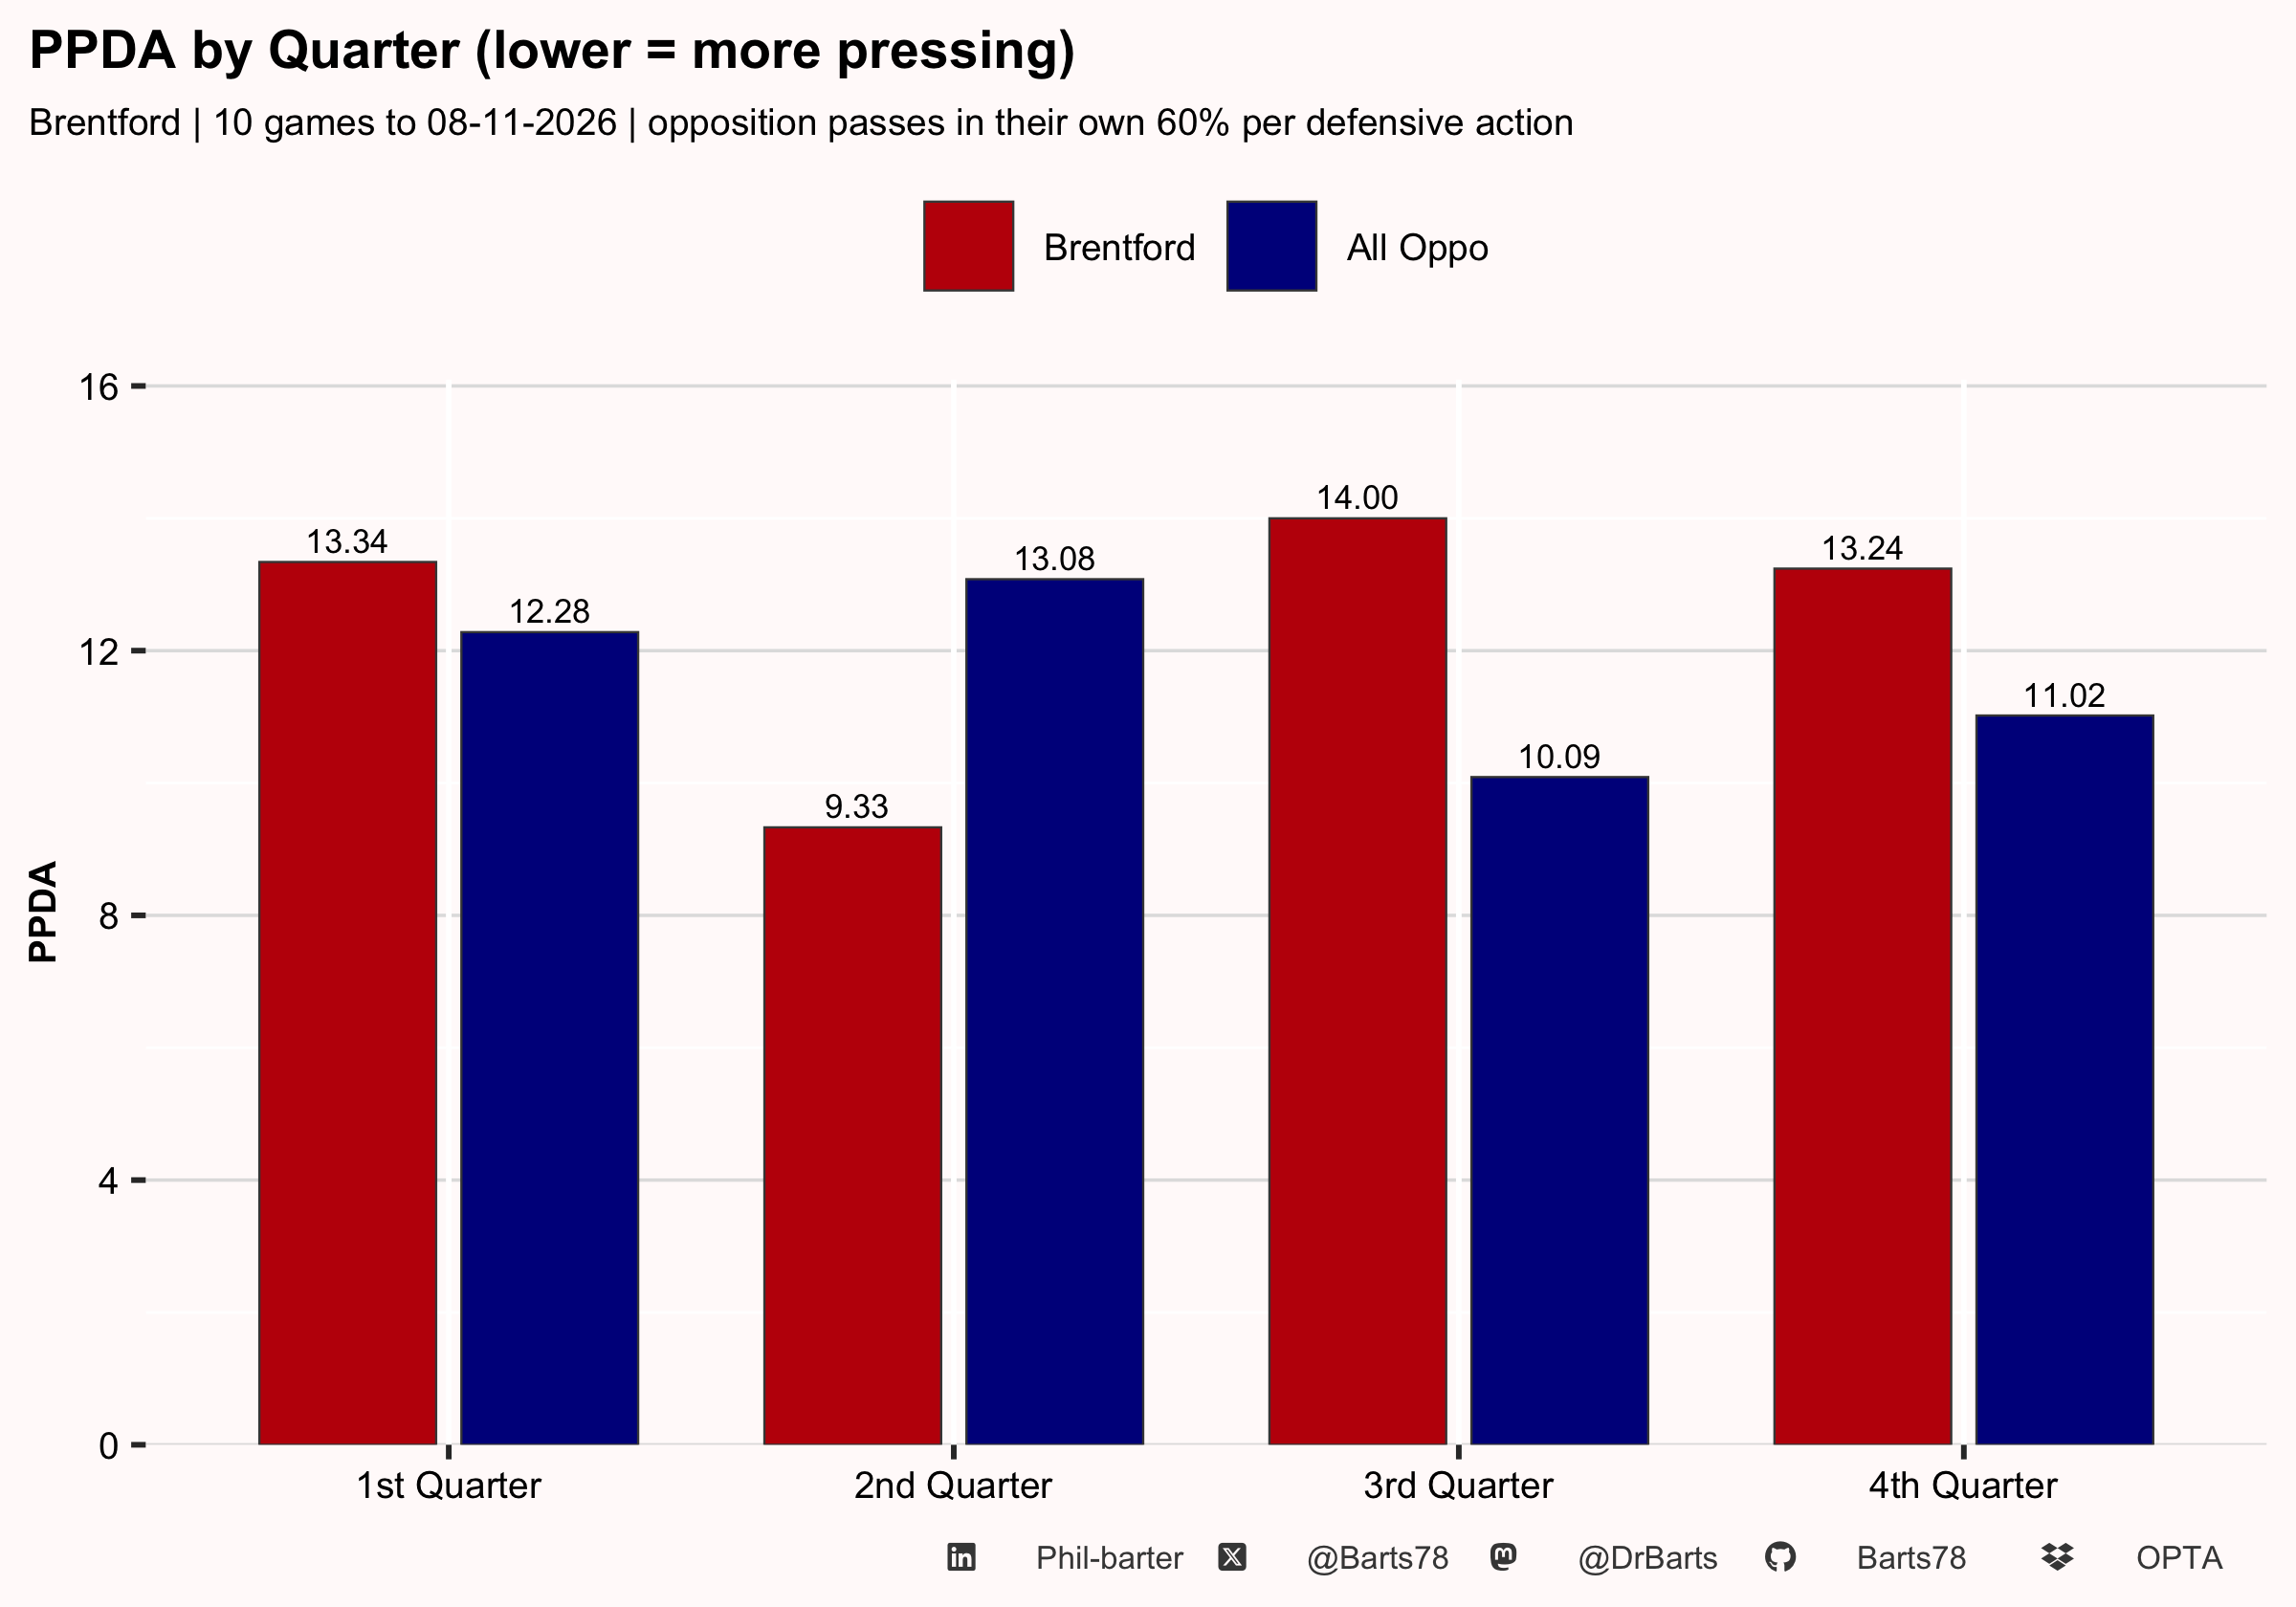 PPDA by Quarter (lower = more pressing)
Brentford | 10 games to 08-11-2026 | opposition passes in their own 60% per defensive action
Brentford All Oppo
16
12
8
4
0
PPDA
13.34
12.28
9.33
13.08
14.00
10.09
13.24
11.02
1st Quarter 2nd Quarter 3rd Quarter 4th Quarter
Phil-barter @Barts78 @DrBarts Barts78 OPTA